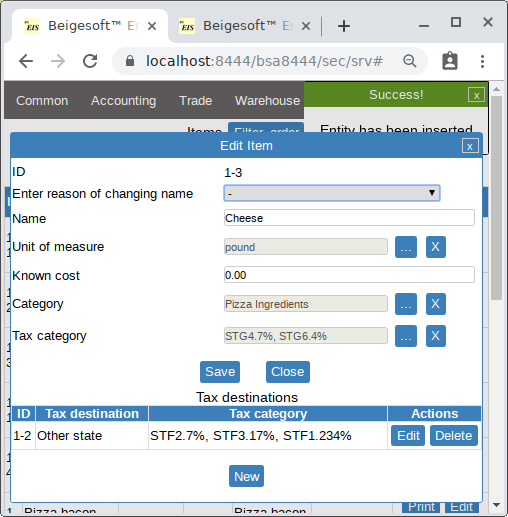 EIS Beigesoft™ En
EIS Beigesoft™ En
localhost:8444/bsa8444/sec/srv#
Common Accounting Trade Warehouse
Success!
x
Items Filter, order
Entity has been inserted
Edit Item
x
ID 1-3
Enter reason of changing name -
Name Cheese
Unit of measure pound ... X
Known cost 0.00
Category Pizza Ingredients ... X
Tax category STG4.7%, STG6.4% ... X
Save Close
Tax destinations
ID Tax destination Tax category Actions
1-2 Other state STF2.7%, STF3.17%, STF1.234% Edit Delete
New
Pizza bacon Pizza bacon Print Edit